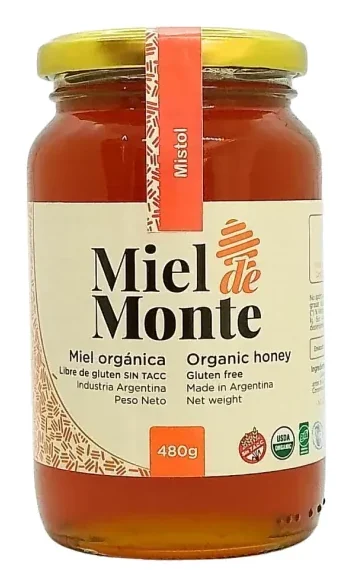 Mistol
Miel de
Monte
Miel orgánica
Libre de gluten SIN TACC
Industria Argentina
Peso Neto
Organic honey
Gluten free
Made in Argentina
Net weight
480g
Sin T.A.C.C.
USDA
ORGANIC